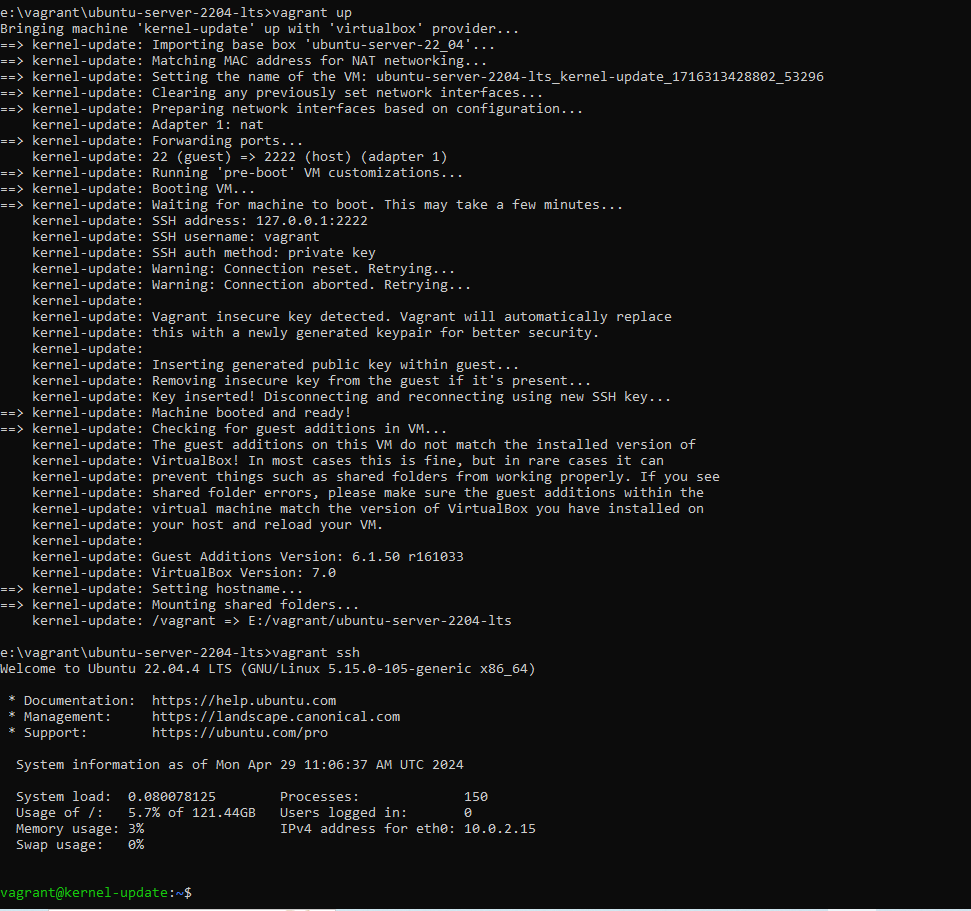 e:\vagrant\ubuntu-server-2204-lts>vagrant up
Bringing machine 'kernel-update' up with 'virtualbox' provider...
==> kernel-update: Importing base box 'ubuntu-server-22_04'...
==> kernel-update: Matching MAC address for NAT networking...
==> kernel-update: Setting the name of the VM: ubuntu-server-2204-lts_kernel-update_1716313428802_53296
==> kernel-update: Clearing any previously set network interfaces...
==> kernel-update: Preparing network interfaces based on configuration...
    kernel-update: Adapter 1: nat
==> kernel-update: Forwarding ports...
    kernel-update: 22 (guest) => 2222 (host) (adapter 1)
==> kernel-update: Running 'pre-boot' VM customizations...
==> kernel-update: Booting VM...
==> kernel-update: Waiting for machine to boot. This may take a few minutes...
    kernel-update: SSH address: 127.0.0.1:2222
    kernel-update: SSH username: vagrant
    kernel-update: SSH auth method: private key
    kernel-update: Warning: Connection reset. Retrying...
    kernel-update: Warning: Connection aborted. Retrying...
    kernel-update:
    kernel-update: Vagrant insecure key detected. Vagrant will automatically replace
    kernel-update: this with a newly generated keypair for better security.
    kernel-update:
    kernel-update: Inserting generated public key within guest...
    kernel-update: Removing insecure key from the guest if it's present...
    kernel-update: Key inserted! Disconnecting and reconnecting using new SSH key...
==> kernel-update: Machine booted and ready!
==> kernel-update: Checking for guest additions in VM...
    kernel-update: The guest additions on this VM do not match the installed version of
    kernel-update: VirtualBox! In most cases this is fine, but in rare cases it can
    kernel-update: prevent things such as shared folders from working properly. If you see
    kernel-update: shared folder errors, please make sure the guest additions within the
    kernel-update: virtual machine match the version of VirtualBox you have installed on
    kernel-update: your host and reload your VM.
    kernel-update:
    kernel-update: Guest Additions Version: 6.1.50 r161033
    kernel-update: VirtualBox Version: 7.0
==> kernel-update: Setting hostname...
==> kernel-update: Mounting shared folders...
    kernel-update: /vagrant => E:/vagrant/ubuntu-server-2204-lts
e:\vagrant\ubuntu-server-2204-lts>vagrant ssh
Welcome to Ubuntu 22.04.4 LTS (GNU/Linux 5.15.0-105-generic x86_64)
 * Documentation:  https://help.ubuntu.com
 * Management:     https://landscape.canonical.com
 * Support:        https://ubuntu.com/pro
  System information as of Mon Apr 29 11:06:37 AM UTC 2024
  System load:  0.080078125        Processes:             150
  Usage of /:   5.7% of 121.44GB   Users logged in:       0
  Memory usage: 3%                 IPv4 address for eth0: 10.0.2.15
  Swap usage:   0%
vagrant@kernel-update:~$